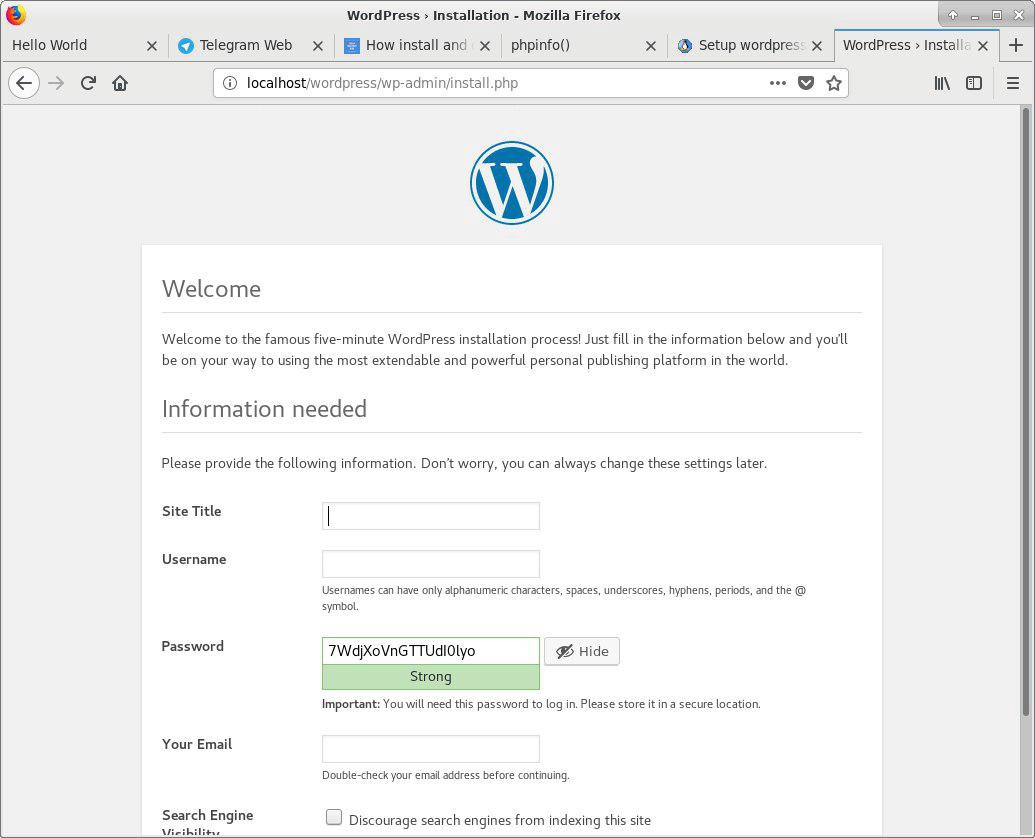 WordPress › Installation - Mozilla Firefox
Hello World
Telegram Web
How install and
phpinfo()
Setup wordpress
WordPress › Installa
localhost/wordpress/wp-admin/install.php
Welcome
Welcome to the famous five-minute WordPress installation process! Just fill in the information below and you'll
be on your way to using the most extendable and powerful personal publishing platform in the world.
Information needed
Please provide the following information. Don't worry, you can always change these settings later.
Site Title
Username
Usernames can have only alphanumeric characters, spaces, underscores, hyphens, periods, and the @
symbol.
Password
7WdjXoVnGTTUdI0lyo
Hide
Strong
Important: You will need this password to log in. Please store it in a secure location.
Your Email
Double-check your email address before continuing.
Search Engine
Visibility
Discourage search engines from indexing this site